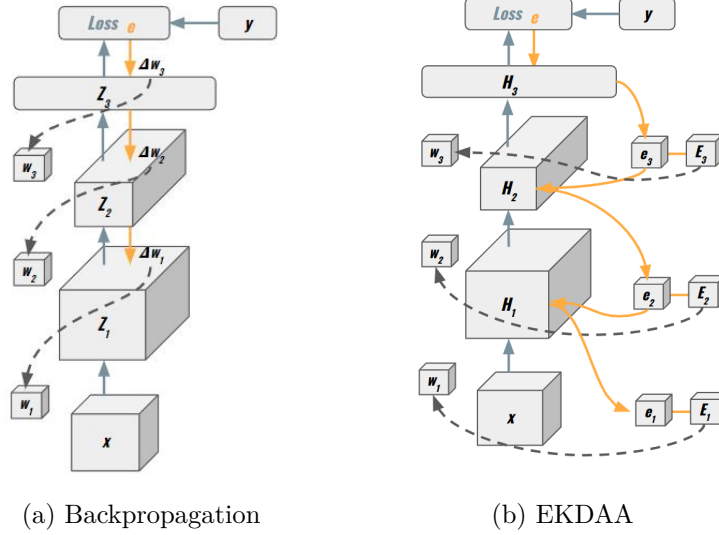 Loss e
y
Δw3
Z3
w3
Δw2
Z2
w2
Δw1
Z1
w1
x
(a) Backpropagation
Loss e
y
H3
w3
e3
E3
H2
w2
e2
E2
H1
w1
e1
E1
x
(b) EKDAA